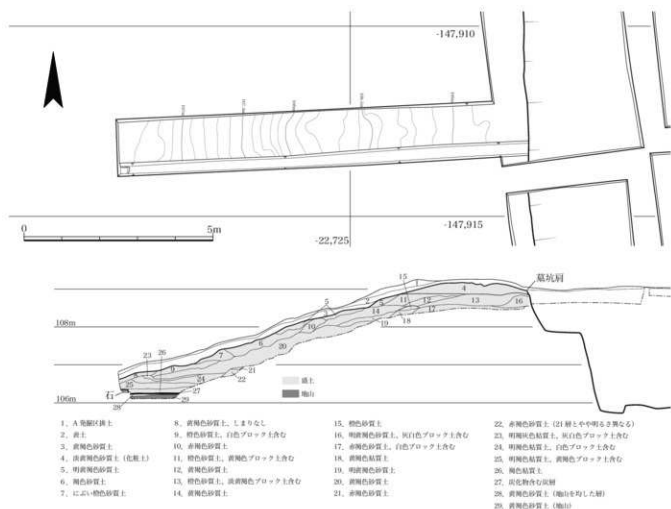 -147,910
0
5m
-147,915
-22,725
墓坑肩
15
1
4
5
2
5
11
12
13
16
3
14
17
108m
10
18
19
6
26
7
20
23
9
21
8
24
22
25
石
27
盛土
地山
106m
28
29
1、A発掘区排土
2、表土
3、黄褐色砂質土
4、淡黄褐色砂質土（化粧土）
5、明黄褐色砂質土
6、褐色砂質土
7、にぶい橙色砂質土
8、黄褐色砂質土、しまりなし
9、橙色砂質土、白色ブロック土含む
10、赤褐色砂質土
11、橙色砂質土、黄褐色ブロック土含む
12、黄褐色砂質土
13、橙色砂質土、淡黄褐色ブロック土含む
14、黄褐色砂質土
15、橙色砂質土
16、明黄褐色砂質土、灰白色ブロック土含む
17、赤褐色砂質土、白色ブロック土含む
18、黄褐色粘質土
19、明黄褐色砂質土
20、黄褐色砂質土
21、赤褐色砂質土
22、赤褐色砂質土（21層とやや明るさ異なる）
23、明褐灰色粘質土、灰白色ブロック土含む
24、明褐色粘質土、白色ブロック土含む
25、明褐色砂質土、黄褐色ブロック土含む
26、褐色粘質土
27、炭化物含む灰層
28、黄褐色砂質土（地山を均した層）
29、黄褐色砂質土（地山）